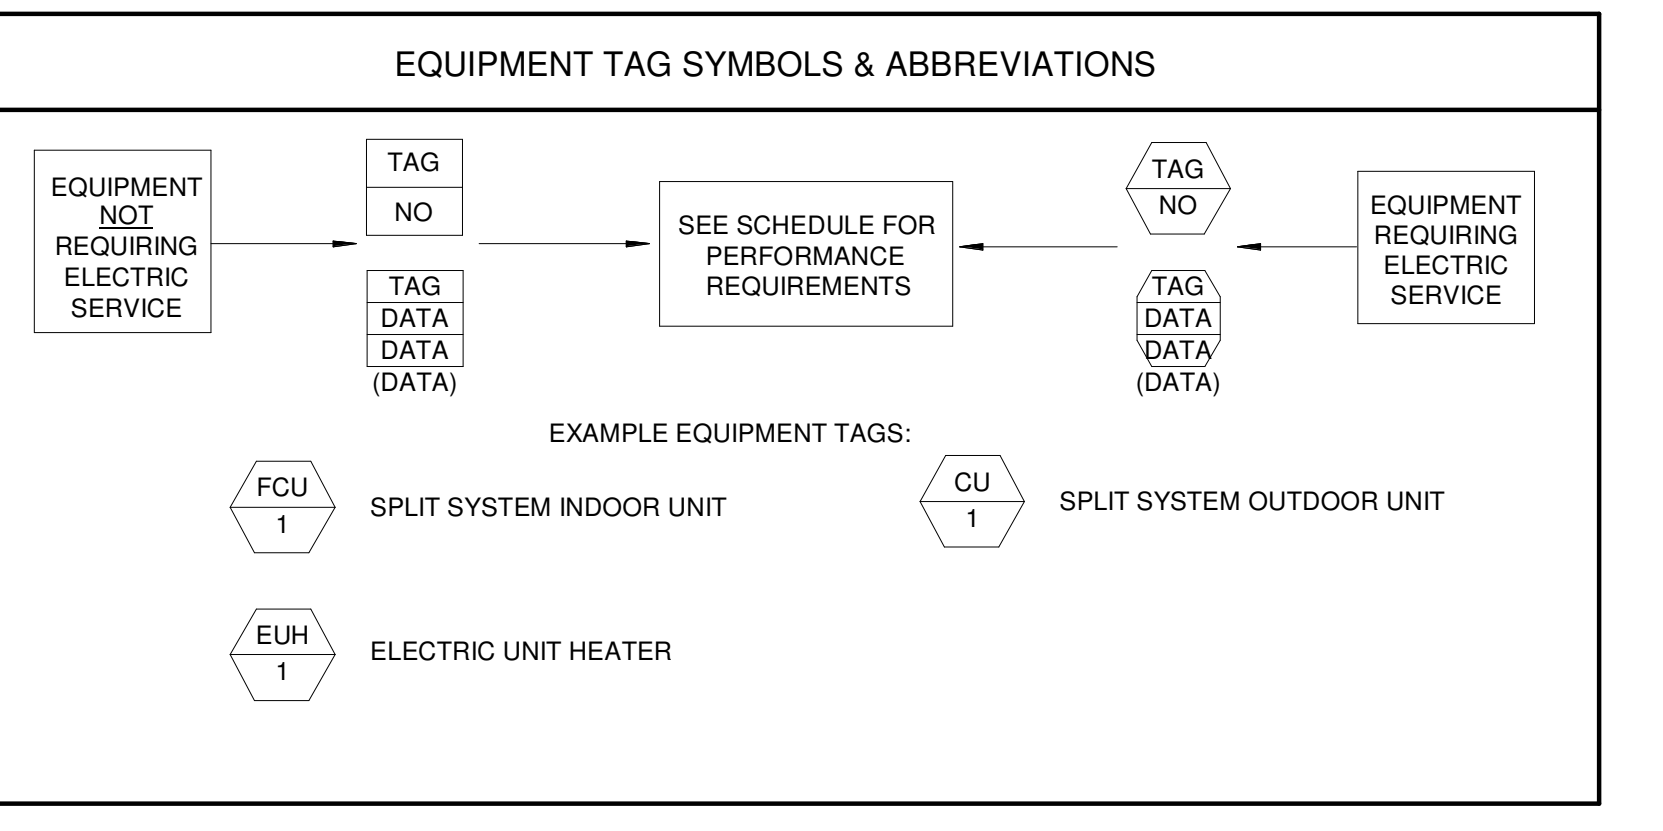 EQUIPMENT TAG SYMBOLS & ABBREVIATIONS
EQUIPMENT
NOT
REQUIRING
ELECTRIC
SERVICE
TAG
NO
TAG
DATA
DATA
(DATA)
SEE SCHEDULE FOR
PERFORMANCE
REQUIREMENTS
TAG
NO
TAG
DATA
DATA
(DATA)
EQUIPMENT
REQUIRING
ELECTRIC
SERVICE
EXAMPLE EQUIPMENT TAGS:
FCU
1
SPLIT SYSTEM INDOOR UNIT
CU
1
SPLIT SYSTEM OUTDOOR UNIT
EUH
1
ELECTRIC UNIT HEATER